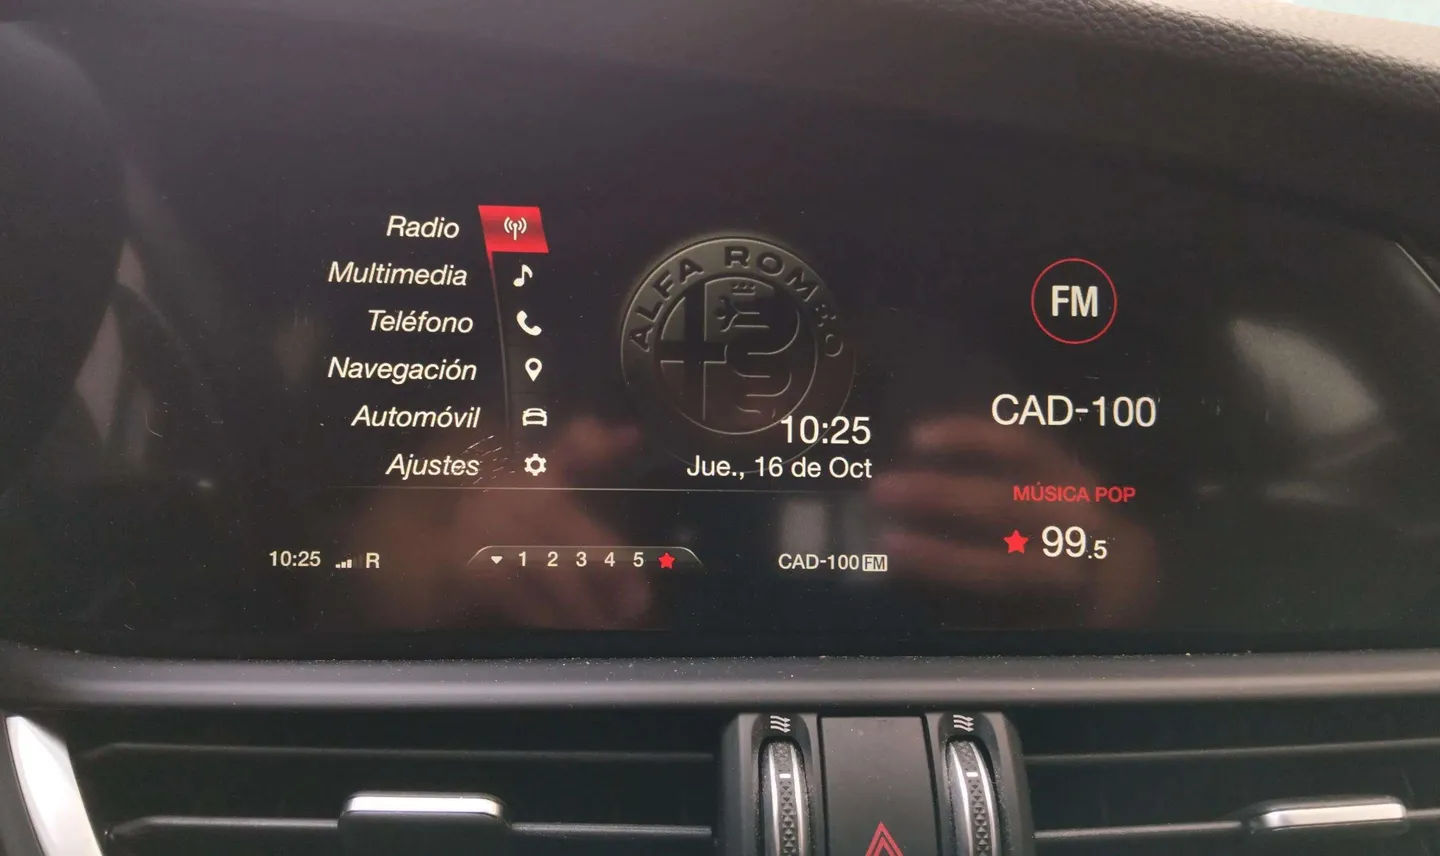 Radio
Multimedia
Teléfono
Navegación
Automóvil
Ajustes
ALFA ROMEO
10:25
Jue., 16 de Oct
FM
CAD-100
MÚSICA POP
99.5
10:25 R
1 2 3 4 5
CAD-100 FM